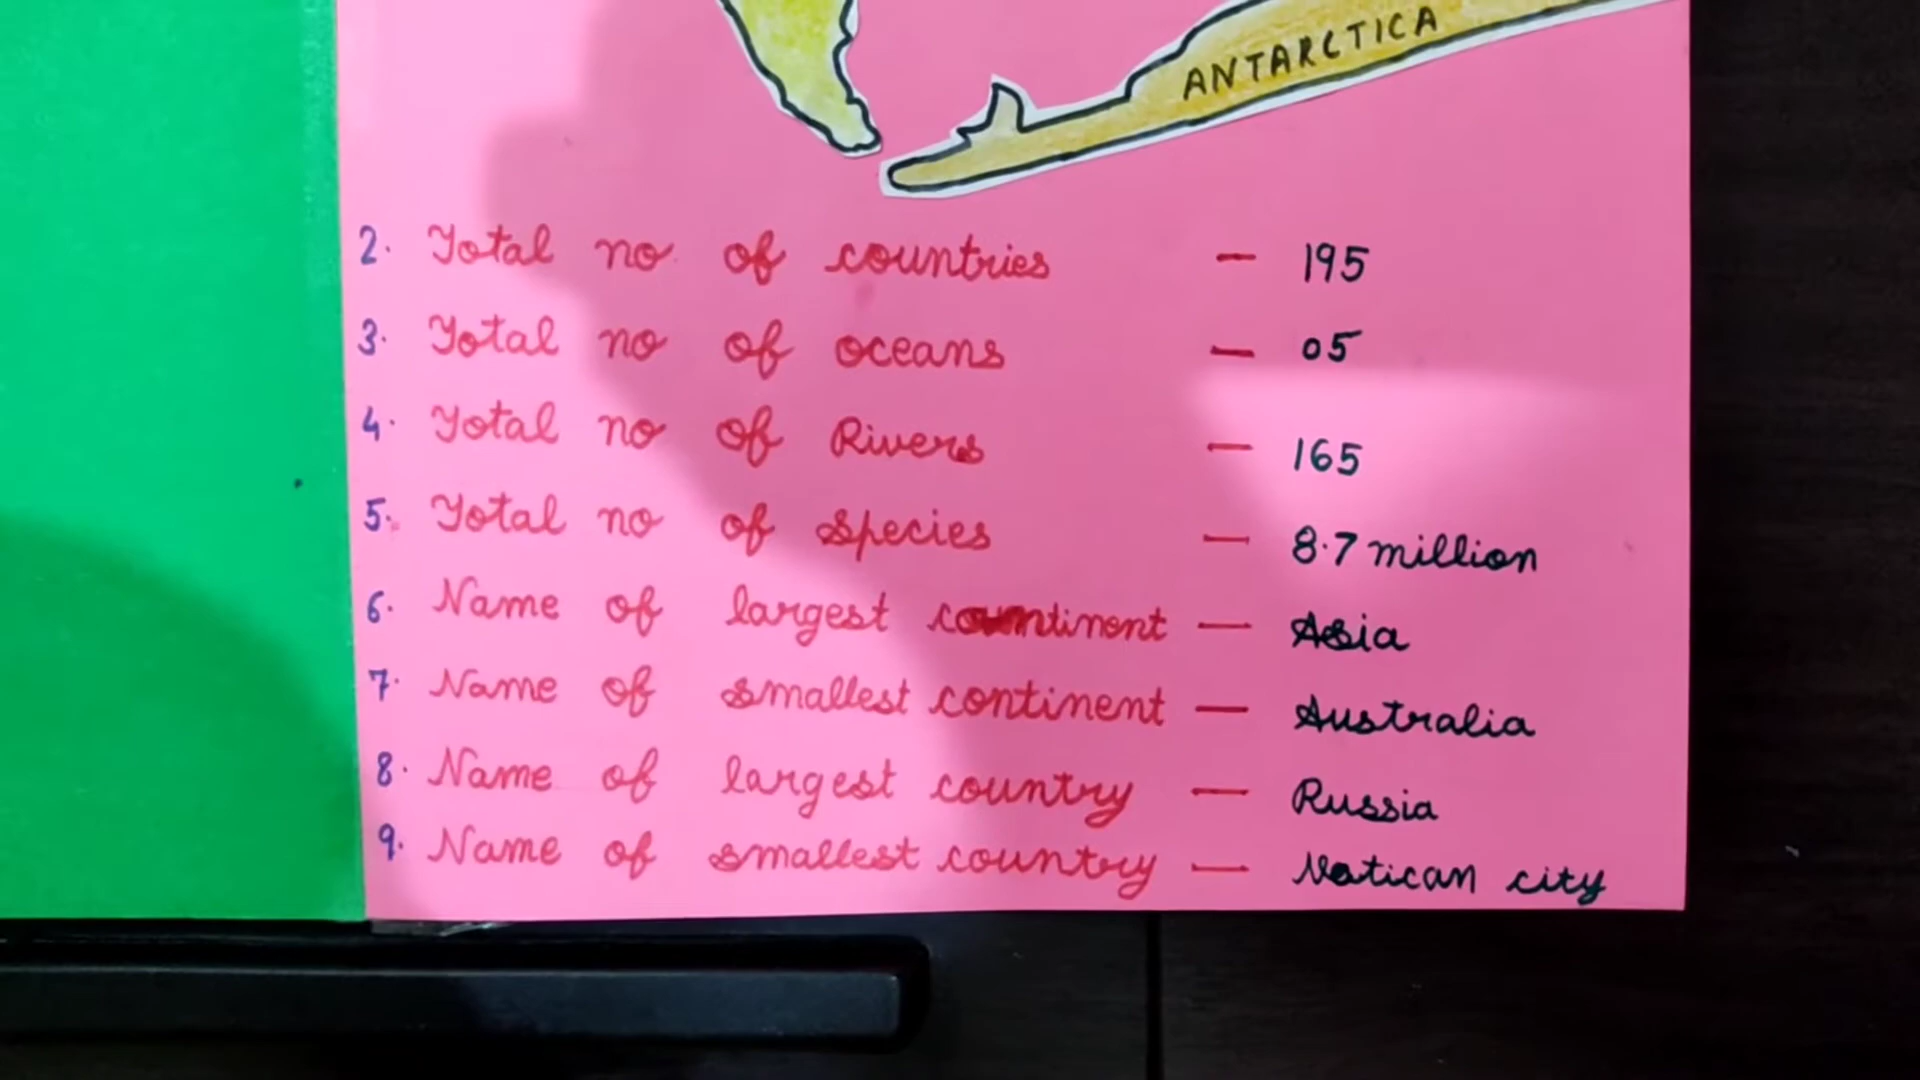 ANTARCTICA
2. Total no of countries — 195
3. Total no of oceans — 05
4. Total no of Rivers — 165
5. Total no of species — 8.7 million
6. Name of largest countinent — Asia
7. Name of smallest continent — Australia
8. Name of largest country — Russia
9. Name of smallest country — Vatican city